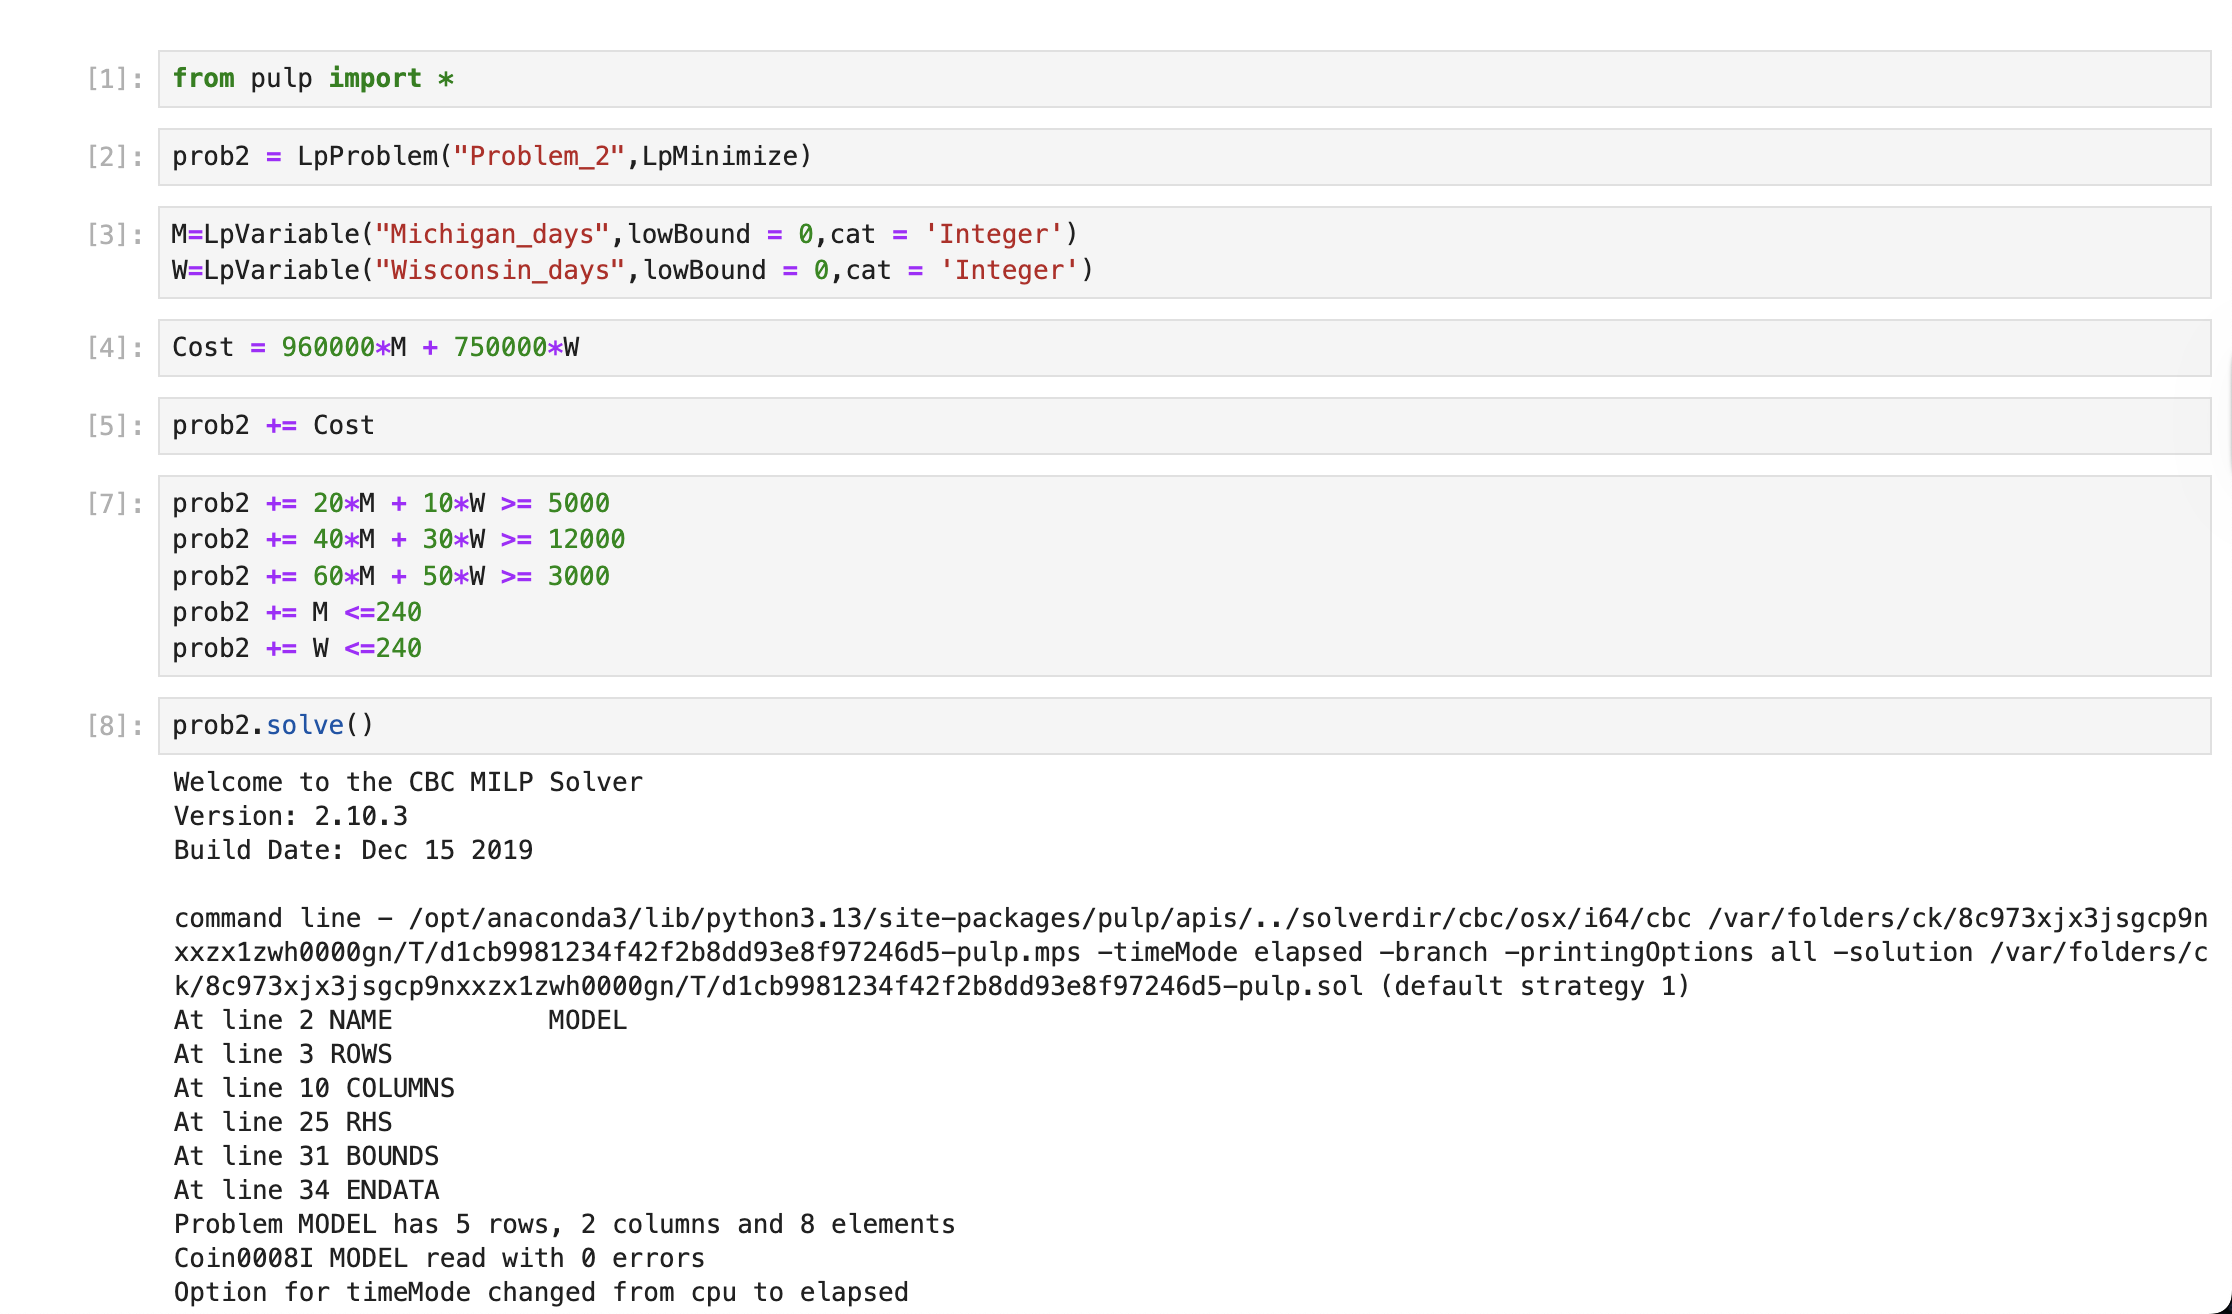 [1]: from pulp import *
[2]: prob2 = LpProblem("Problem_2",LpMinimize)
[3]: M=LpVariable("Michigan_days",lowBound = 0,cat = 'Integer')
W=LpVariable("Wisconsin_days",lowBound = 0,cat = 'Integer')
[4]: Cost = 960000*M + 750000*W
[5]: prob2 += Cost
[7]: prob2 += 20*M + 10*W >= 5000
prob2 += 40*M + 30*W >= 12000
prob2 += 60*M + 50*W >= 3000
prob2 += M <=240
prob2 += W <=240
[8]: prob2.solve()
Welcome to the CBC MILP Solver
Version: 2.10.3
Build Date: Dec 15 2019
command line - /opt/anaconda3/lib/python3.13/site-packages/pulp/apis/../solverdir/cbc/osx/i64/cbc /var/folders/ck/8c973xjx3jsgcp9n
xxzx1zwh0000gn/T/d1cb9981234f42f2b8dd93e8f97246d5-pulp.mps -timeMode elapsed -branch -printingOptions all -solution /var/folders/c
k/8c973xjx3jsgcp9nxxzx1zwh0000gn/T/d1cb9981234f42f2b8dd93e8f97246d5-pulp.sol (default strategy 1)
At line 2 NAME          MODEL
At line 3 ROWS
At line 10 COLUMNS
At line 25 RHS
At line 31 BOUNDS
At line 34 ENDATA
Problem MODEL has 5 rows, 2 columns and 8 elements
Coin0008I MODEL read with 0 errors
Option for timeMode changed from cpu to elapsed